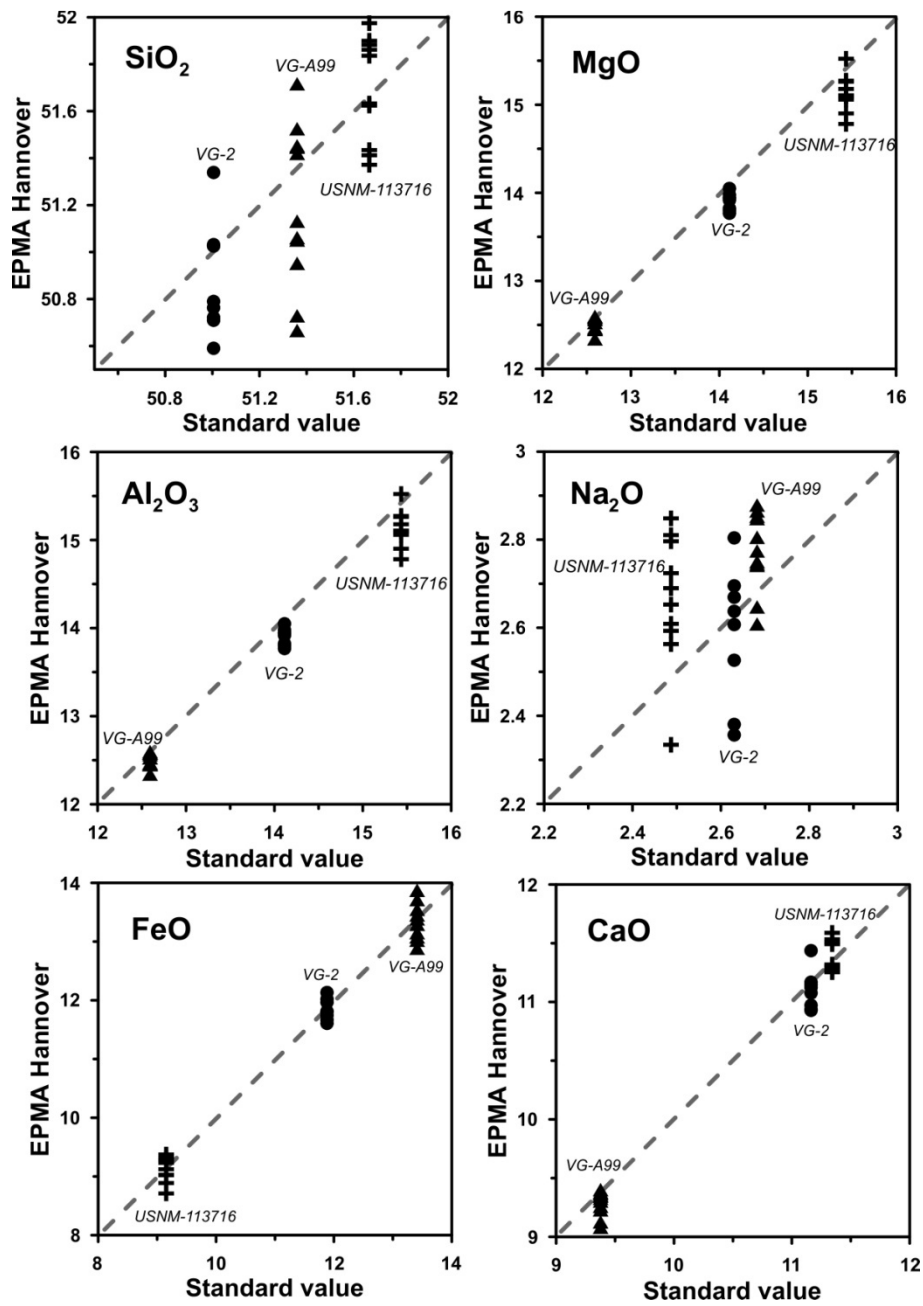 SiO₂
EPMA Hannover
52
51.6
51.2
50.8
VG-2
VG-A99
USNM-113716
50.8 51.2 51.6 52
Standard value
MgO
EPMA Hannover
16
15
14
13
12
VG-A99
VG-2
USNM-113716
12 13 14 15 16
Standard value
Al₂O₃
EPMA Hannover
16
15
14
13
12
VG-A99
VG-2
USNM-113716
12 13 14 15 16
Standard value
Na₂O
EPMA Hannover
3
2.8
2.6
2.4
2.2
USNM-113716
VG-A99
VG-2
2.2 2.4 2.6 2.8 3
Standard value
FeO
EPMA Hannover
14
12
10
8
VG-2
VG-A99
USNM-113716
8 10 12 14
Standard value
CaO
EPMA Hannover
12
11
10
9
USNM-113716
VG-2
VG-A99
9 10 11 12
Standard value